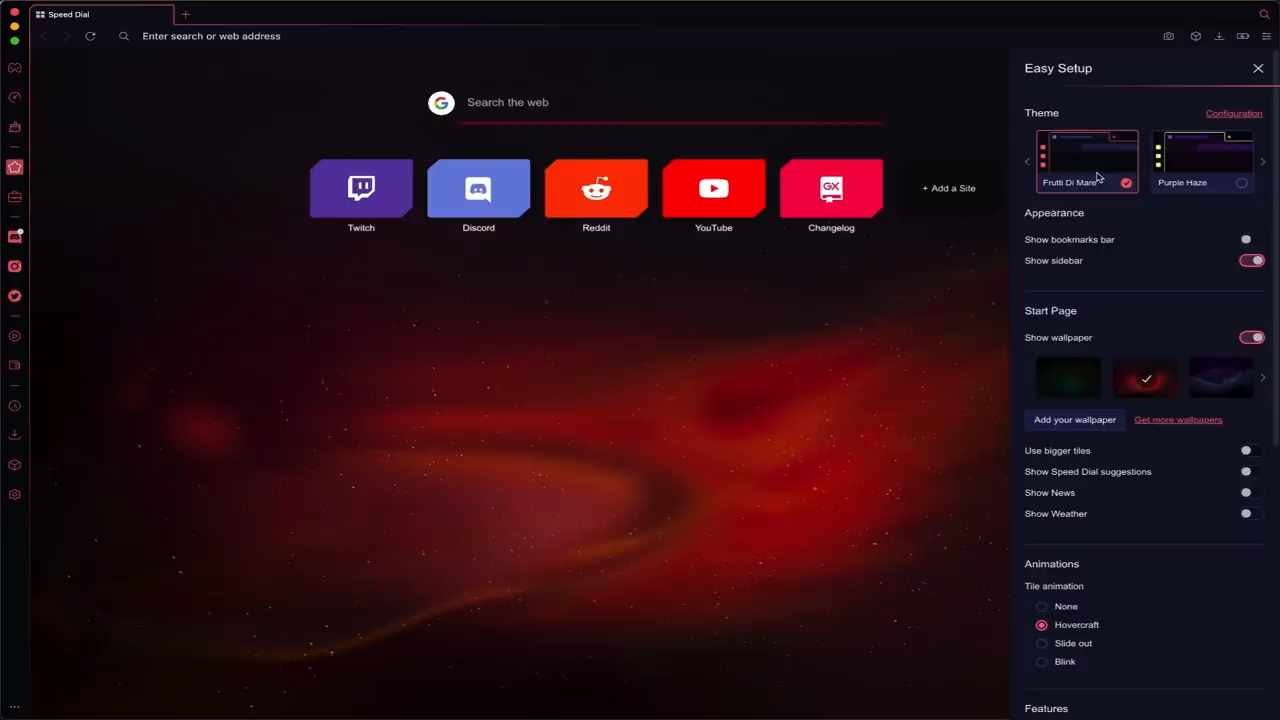 Speed Dial
Enter search or web address
Search the web
Twitch
Discord
Reddit
YouTube
GX
Changelog
+ Add a Site
Easy Setup
Theme
Configuration
Frutti Di Mare
Purple Haze
Appearance
Show bookmarks bar
Show sidebar
Start Page
Show wallpaper
Add your wallpaper
Get more wallpapers
Use bigger tiles
Show Speed Dial suggestions
Show News
Show Weather
Animations
Tile animation
None
Hovercraft
Slide out
Blink
Features